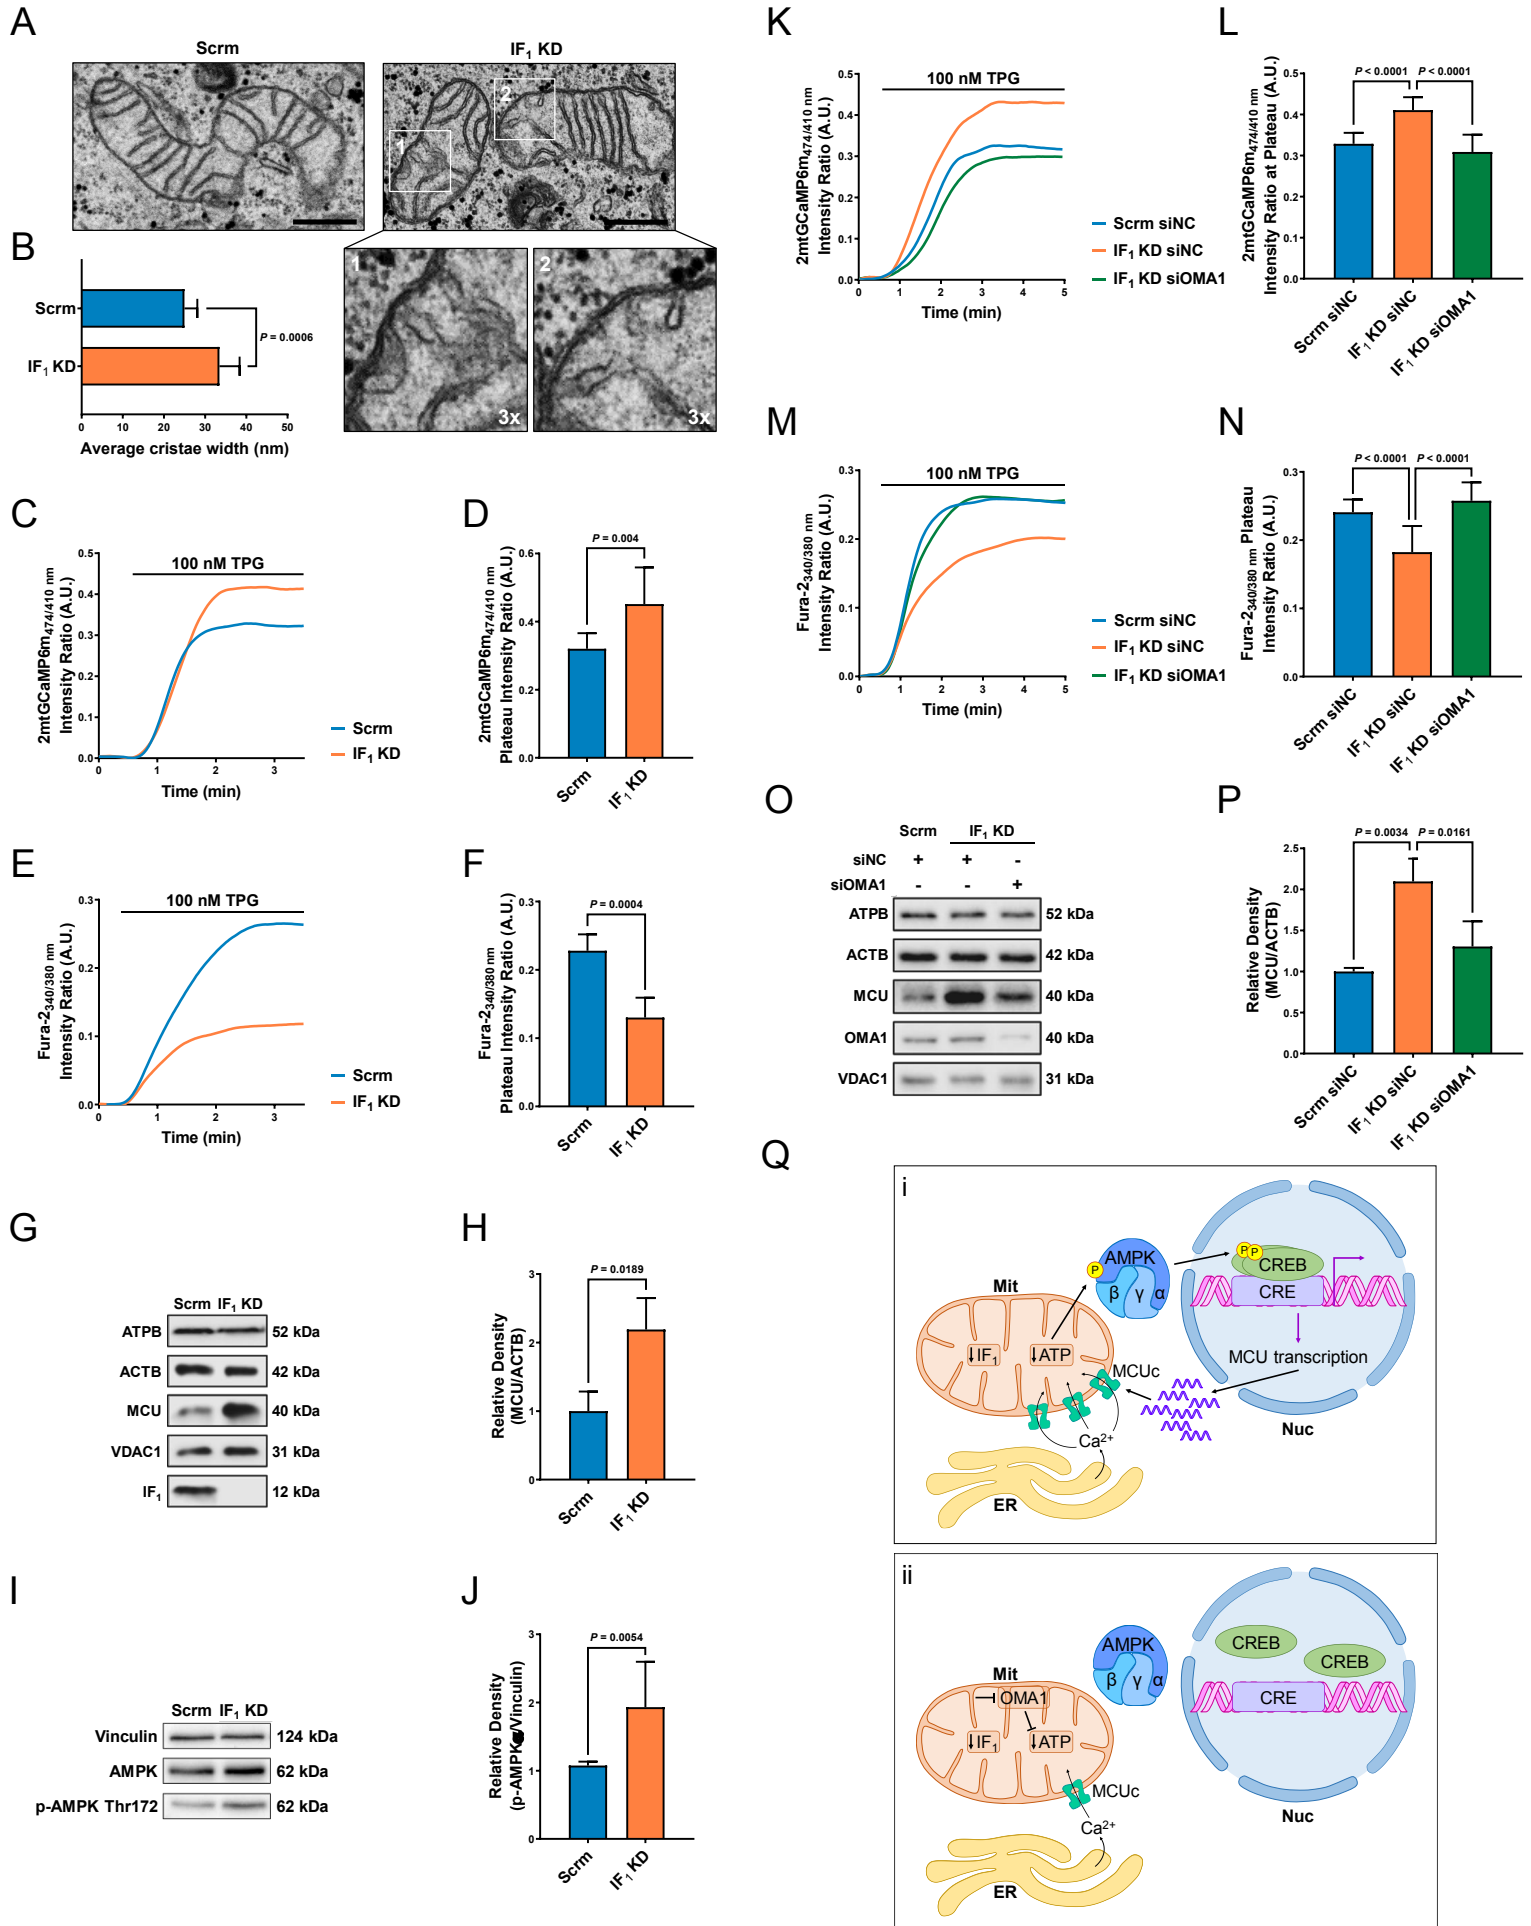 A
Scrm
IF1 KD
1
2
B
Scrm
IF1 KD
P = 0.0006
0 10 20 30 40 50
Average cristae width (nm)
1
3x
2
3x
C
2mtGCaMP6m474/410 nm
Intensity Ratio (A.U.)
0.5
0.4
0.3
0.2
0.1
0.0
100 nM TPG
0 1 2 3
Time (min)
Scrm
IF1 KD
D
2mtGCaMP6m474/410 nm
Plateau Intensity Ratio (A.U.)
0.6
0.4
0.2
0.0
P = 0.004
Scrm
IF1 KD
E
Fura-2340/380 nm
Intensity Ratio (A.U.)
0.3
0.2
0.1
0.0
100 nM TPG
0 1 2 3
Time (min)
Scrm
IF1 KD
F
Fura-2340/380 nm
Plateau Intensity Ratio (A.U.)
0.3
0.2
0.1
0.0
P = 0.0004
Scrm
IF1 KD
G
Scrm IF1 KD
ATPB 52 kDa
ACTB 42 kDa
MCU 40 kDa
VDAC1 31 kDa
IF1 12 kDa
H
Relative Density
(MCU/ACTB)
3
2
1
0
P = 0.0189
Scrm
IF1 KD
I
Scrm IF1 KD
Vinculin 124 kDa
AMPK 62 kDa
p-AMPK Thr172 62 kDa
J
Relative Density
(p-AMPK/Vinculin)
3
2
1
0
P = 0.0054
Scrm
IF1 KD
K
2mtGCaMP6m474/410 nm
Intensity Ratio (A.U.)
0.5
0.4
0.3
0.2
0.1
0.0
100 nM TPG
0 1 2 3 4 5
Time (min)
Scrm siNC
IF1 KD siNC
IF1 KD siOMA1
L
2mtGCaMP6m474/410 nm
Intensity Ratio at Plateau (A.U.)
0.5
0.4
0.3
0.2
0.1
0.0
P < 0.0001 P < 0.0001
Scrm siNC
IF1 KD siNC
IF1 KD siOMA1
M
Fura-2340/380 nm
Intensity Ratio (A.U.)
0.3
0.2
0.1
0.0
100 nM TPG
0 1 2 3 4 5
Time (min)
Scrm siNC
IF1 KD siNC
IF1 KD siOMA1
N
Fura-2340/380 nm Plateau
Intensity Ratio (A.U.)
0.3
0.2
0.1
0.0
P < 0.0001 P < 0.0001
Scrm siNC
IF1 KD siNC
IF1 KD siOMA1
O
Scrm IF1 KD
siNC + + -
siOMA1 - - +
ATPB 52 kDa
ACTB 42 kDa
MCU 40 kDa
OMA1 40 kDa
VDAC1 31 kDa
P
Relative Density
(MCU/ACTB)
2.5
2.0
1.5
1.0
0.5
0.0
P = 0.0034 P = 0.0161
Scrm siNC
IF1 KD siNC
IF1 KD siOMA1
Q
i
P AMPK
β γ α
P P
CREB
CRE
Mit
↓IF1 ↓ATP
MCUc
MCU transcription
Ca2+
ER
Nuc
ii
AMPK
β γ α
CREB
CREB
CRE
Mit
OMA1
↓IF1 ↓ATP
MCUc
Ca2+
ER
Nuc